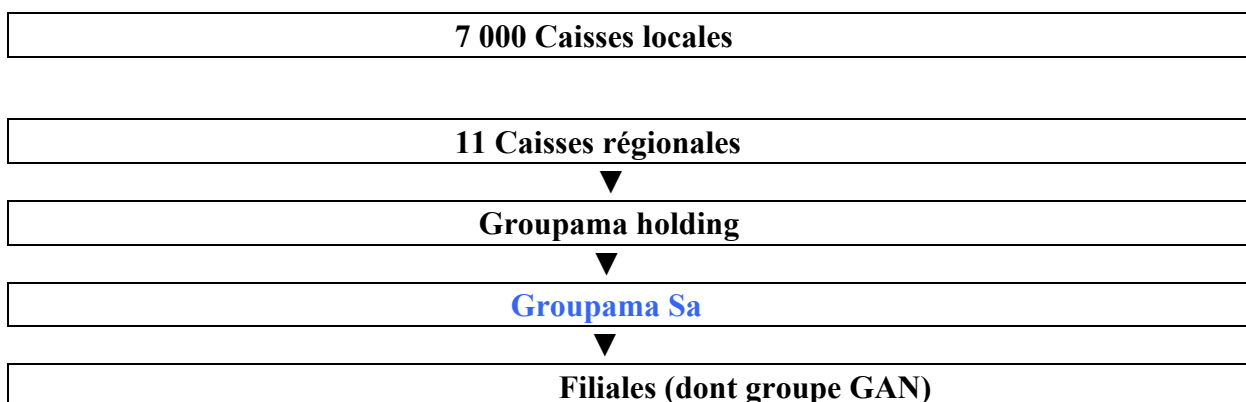 7 000 Caisses locales
11 Caisses régionales
▼
Groupama holding
▼
Groupama Sa
▼
Filiales (dont groupe GAN)